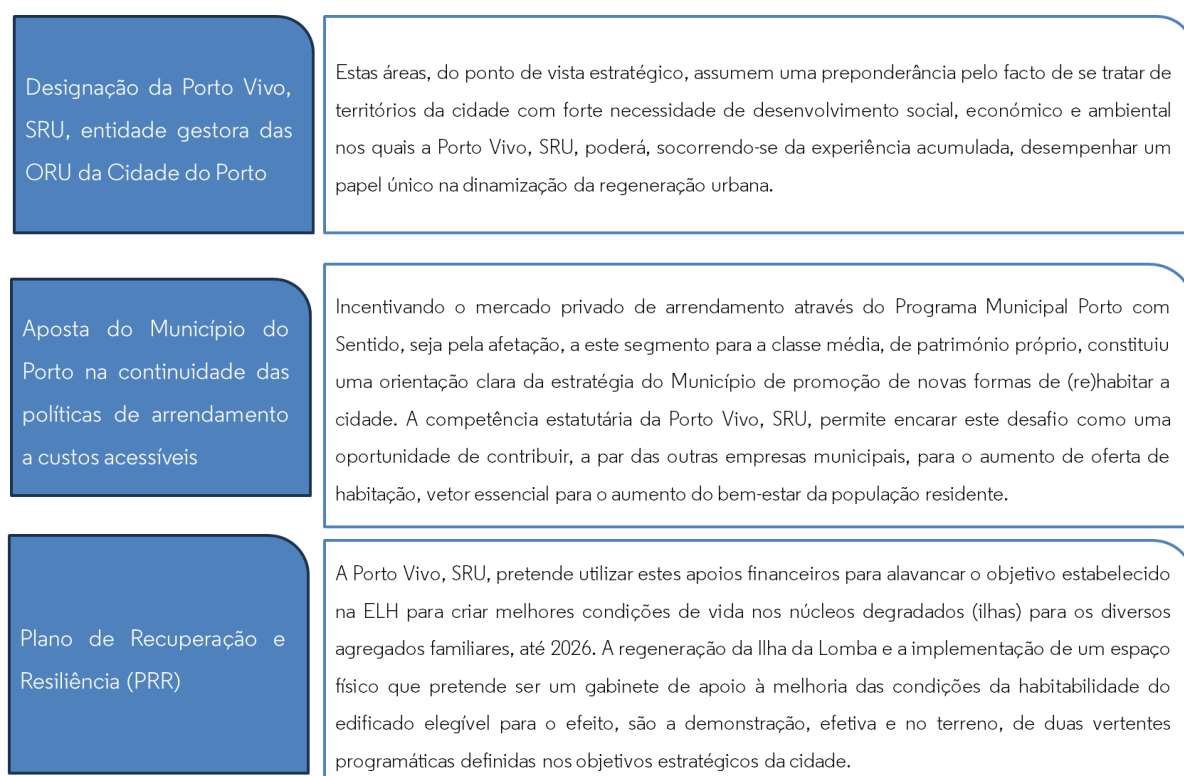 Designação da Porto Vivo,
SRU, entidade gestora das
ORU da Cidade do Porto
Estas áreas, do ponto de vista estratégico, assumem uma preponderância pelo facto de se tratar de
territórios da cidade com forte necessidade de desenvolvimento social, económico e ambiental
nos quais a Porto Vivo, SRU, poderá, socorrendo-se da experiência acumulada, desempenhar um
papel único na dinamização da regeneração urbana.
Aposta do Município do
Porto na continuidade das
políticas de arrendamento
a custos acessíveis
Incentivando o mercado privado de arrendamento através do Programa Municipal Porto com
Sentido, seja pela afetação, a este segmento para a classe média, de património próprio, constituiu
uma orientação clara da estratégia do Município de promoção de novas formas de (re)habitar a
cidade. A competência estatutária da Porto Vivo, SRU, permite encarar este desafio como uma
oportunidade de contribuir, a par das outras empresas municipais, para o aumento de oferta de
habitação, vetor essencial para o aumento do bem-estar da população residente.
Plano de Recuperação e
Resiliência (PRR)
A Porto Vivo, SRU, pretende utilizar estes apoios financeiros para alavancar o objetivo estabelecido
na ELH para criar melhores condições de vida nos núcleos degradados (ilhas) para os diversos
agregados familiares, até 2026. A regeneração da Ilha da Lomba e a implementação de um espaço
físico que pretende ser um gabinete de apoio à melhoria das condições da habitabilidade do
edificado elegível para o efeito, são a demonstração, efetiva e no terreno, de duas vertentes
programáticas definidas nos objetivos estratégicos da cidade.